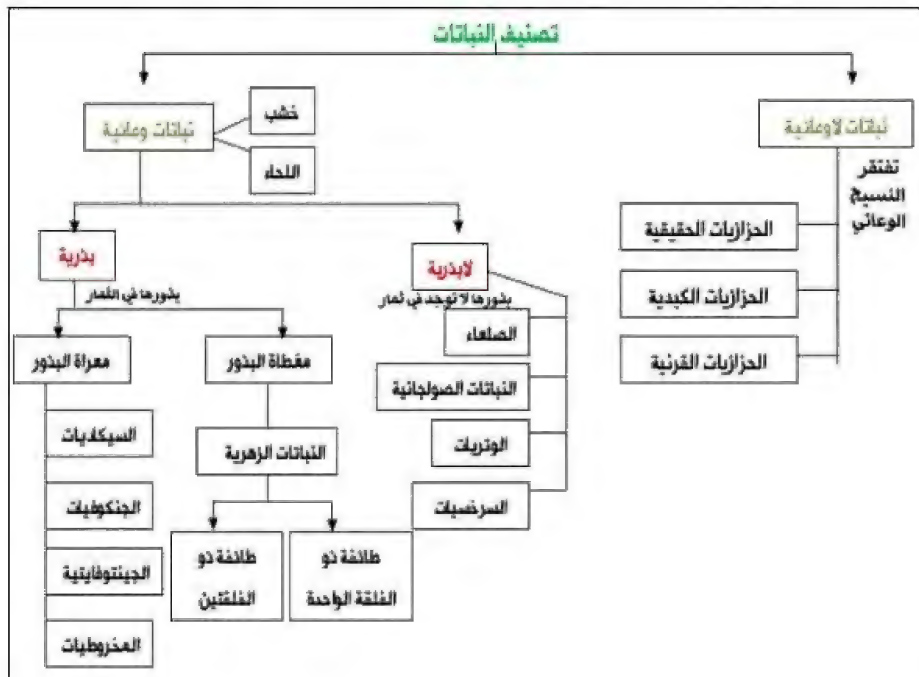 تصنيف النباتات
نباتات لاوعائية
تفتقر
النسيج
الوعائي
الحزازيات الحقيقية
الحزازيات الكبدية
الحزازيات القرنية
نباتات وعائية
خشب
اللحاء
لابذرية
بذورها لا توجد في ثمار
الصلعاء
النباتات الصولجانية
الوتريات
السرخسيات
بذرية
بذورها في الثمار
مغطاة البذور
النباتات الزهرية
طائفة ذو
الفلقة الواحدة
طائفة ذو
الفلقتين
معراة البذور
السيكاديات
الجنكوفيات
الجينتوفايتية
المخروطيات